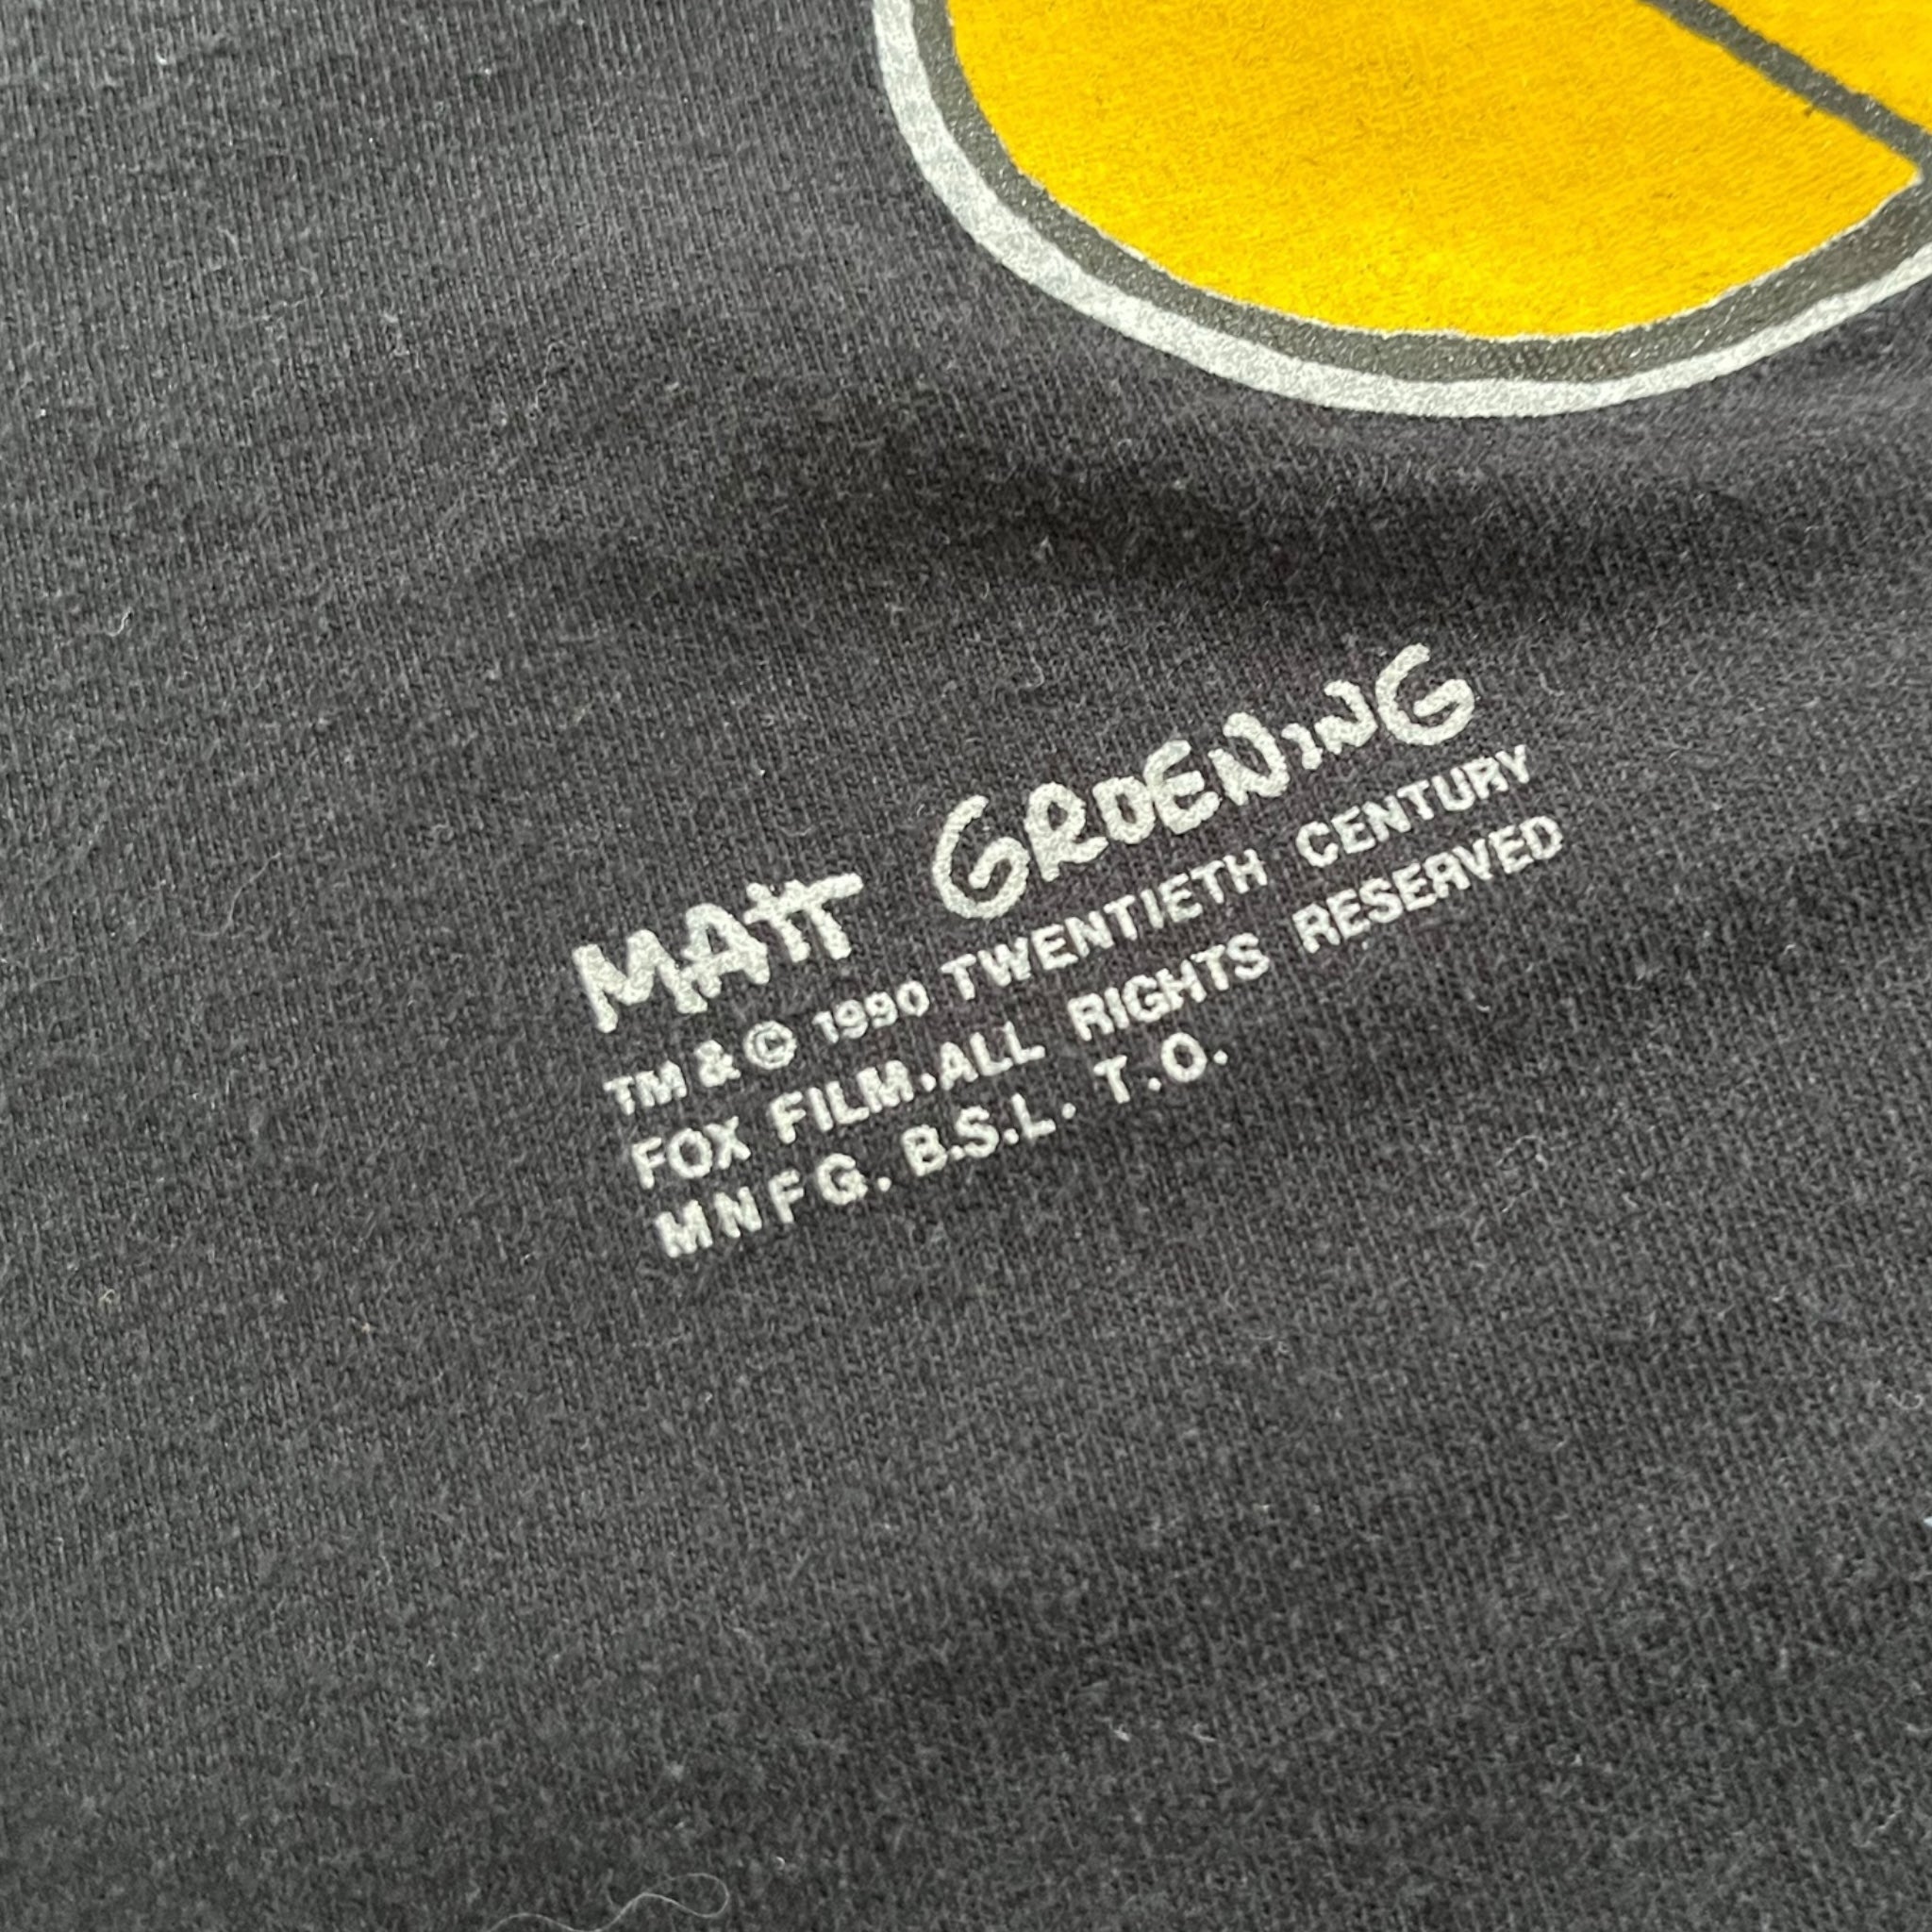 MATT GROENING
TM & © 1990 TWENTIETH CENTURY
FOX FILM.ALL RIGHTS RESERVED
MNFG. B.S.L. T.O.